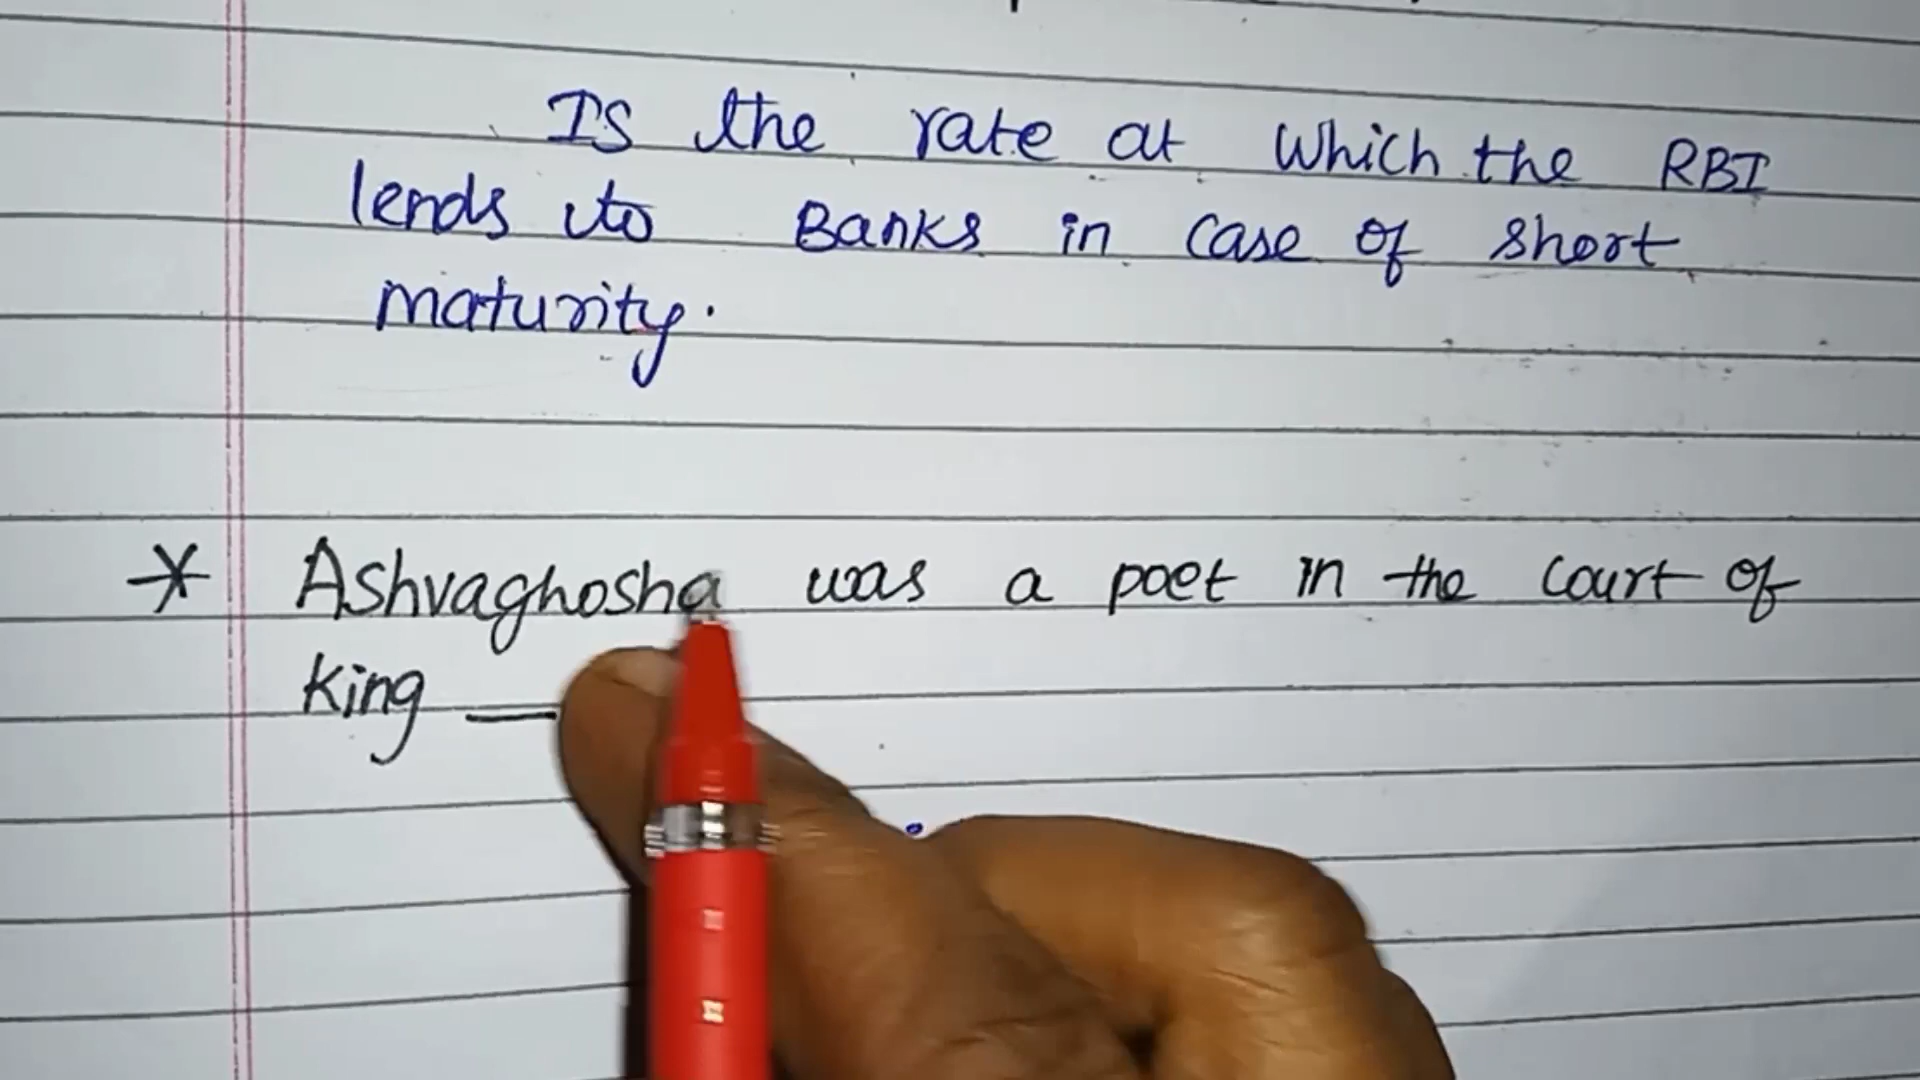 Is the rate at which the RBI
lends to Banks in case of short
maturity.
* Ashvaghosha was a poet in the court of
King __